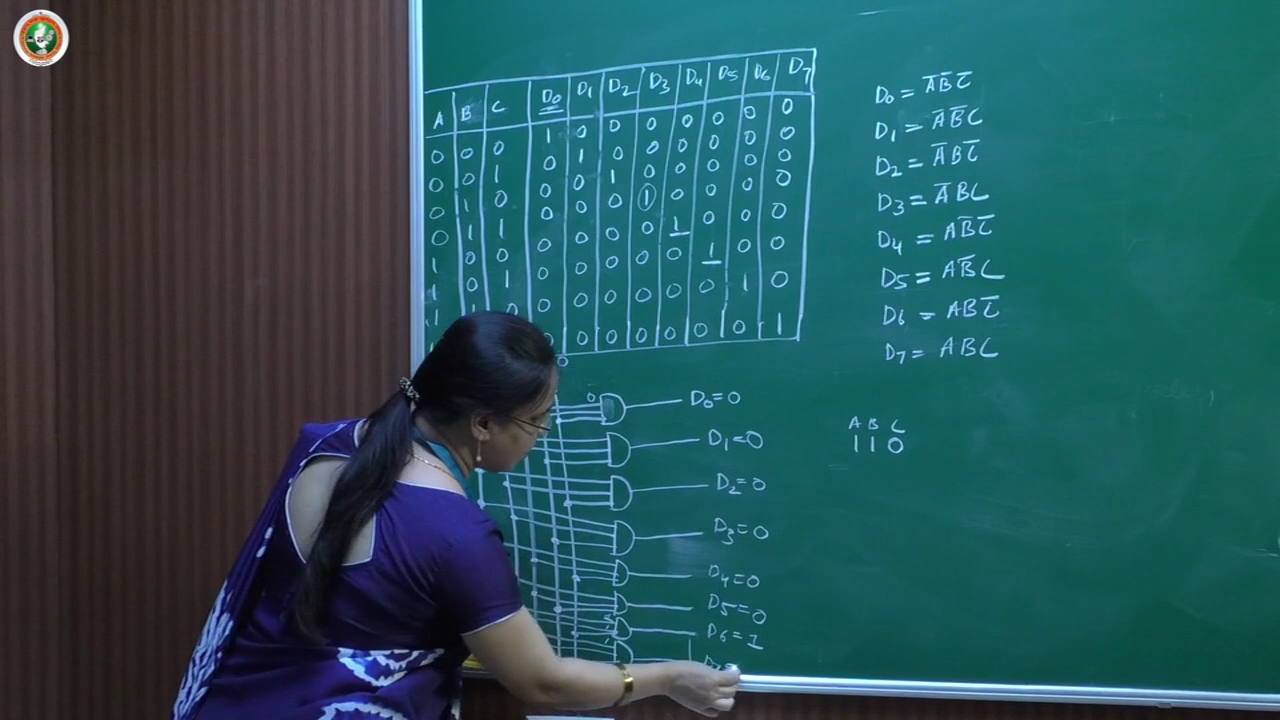 A B C D0 D1 D2 D3 D4 D5 D6 D7
0 0 0 1 0 0 0 0 0 0 0
0 0 1 0 1 0 0 0 0 0 0
0 1 0 0 0 1 0 0 0 0 0
0 1 1 0 0 0 1 0 0 0 0
1 0 0 0 0 0 0 1 0 0 0
1 0 1 0 0 0 0 0 1 0 0
1 1 0 0 0 0 0 0 0 1 0
0 0 0 0 0 0 0 1
D0 = A̅ B̅ C̅
D1 = A̅ B̅ C
D2 = A̅ B C̅
D3 = A̅ B C
D4 = A B̅ C̅
D5 = A B̅ C
D6 = A B C̅
D7 = A B C
A B C
1 1 0
D0=0
D1=0
D2=0
D3=0
D4=0
D5=0
D6=1